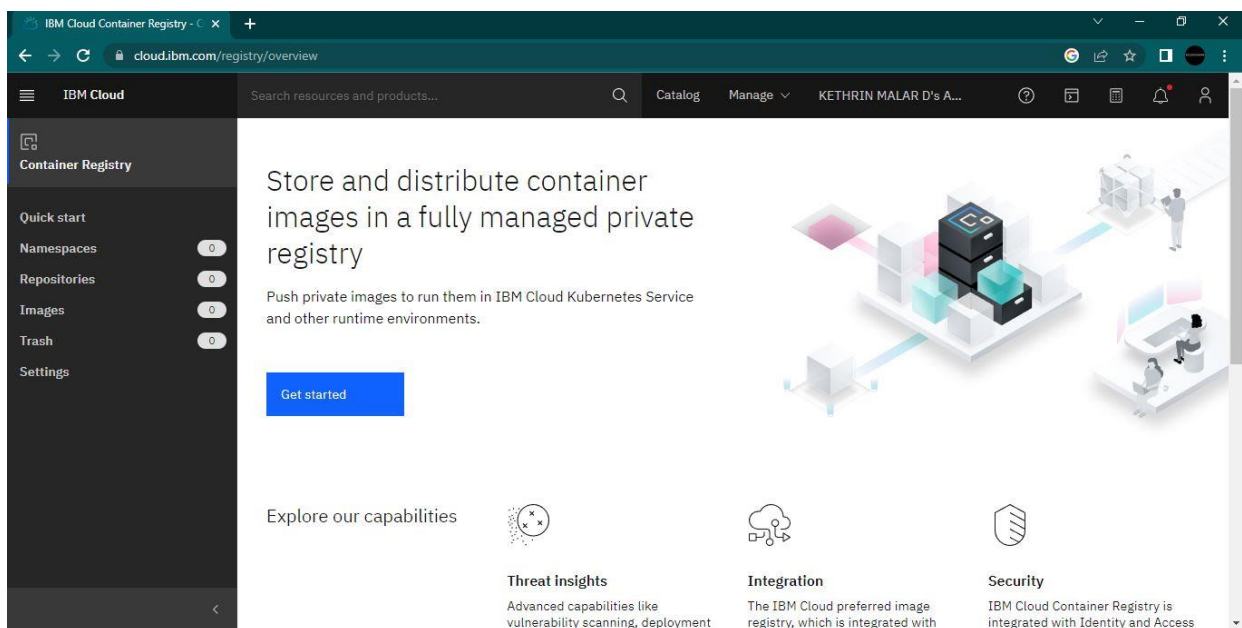 IBM Cloud Container Registry - C
cloud.ibm.com/registry/overview
IBM Cloud
Search resources and products...
Catalog
Manage
KETHRIN MALAR D's A...
Container Registry
Quick start
Namespaces 0
Repositories 0
Images 0
Trash 0
Settings
Store and distribute container
images in a fully managed private
registry
Push private images to run them in IBM Cloud Kubernetes Service
and other runtime environments.
Get started
Explore our capabilities
Threat insights
Advanced capabilities like
vulnerability scanning, deployment
Integration
The IBM Cloud preferred image
registry, which is integrated with
Security
IBM Cloud Container Registry is
integrated with Identity and Access